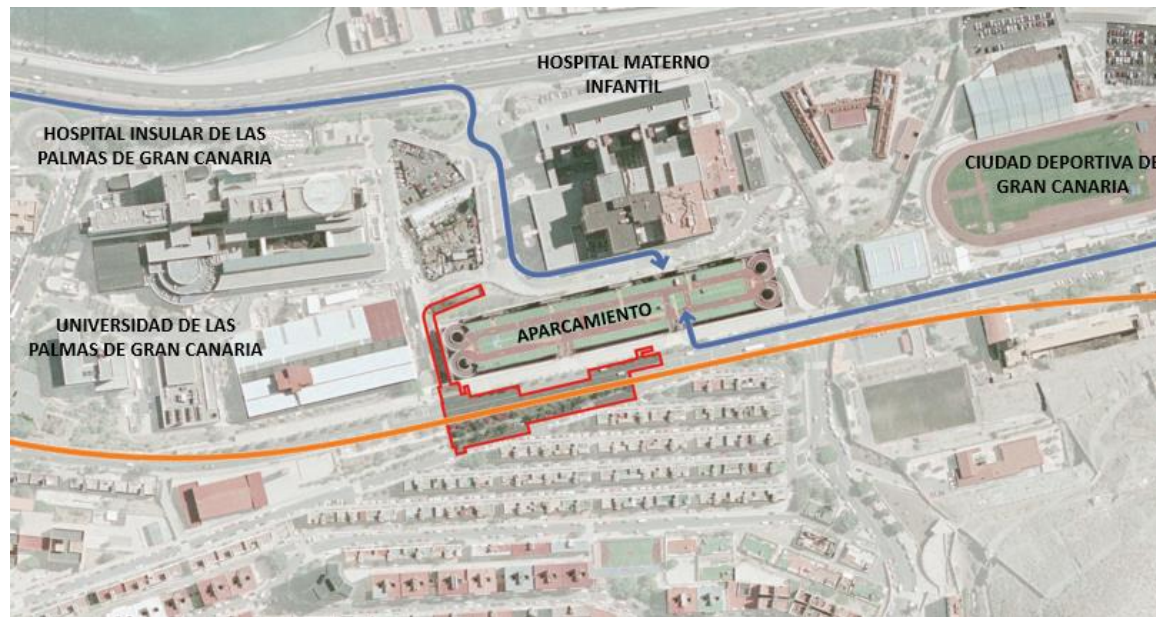 HOSPITAL MATERNO
INFANTIL
HOSPITAL INSULAR DE LAS
PALMAS DE GRAN CANARIA
CIUDAD DEPORTIVA DE
GRAN CANARIA
UNIVERSIDAD DE LAS
PALMAS DE GRAN CANARIA
APARCAMIENTO